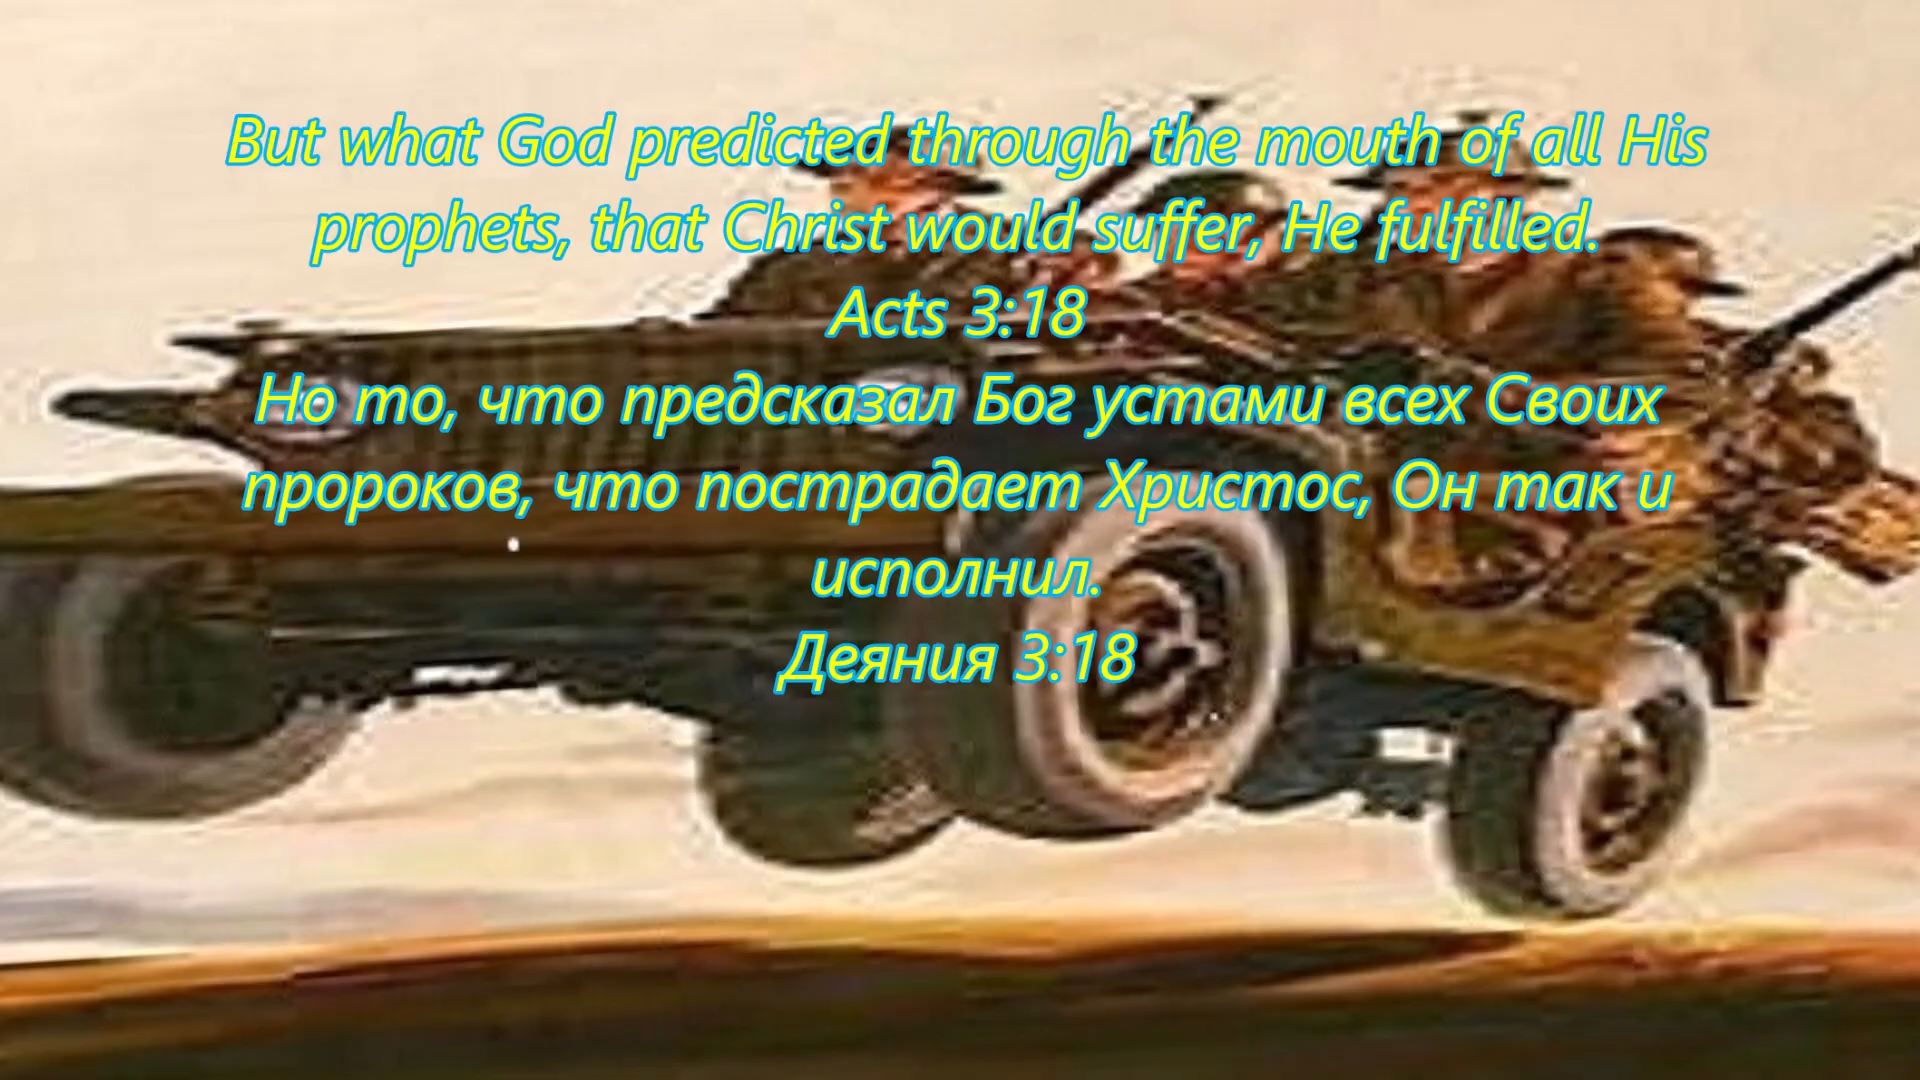 But what God predicted through the mouth of all His
prophets, that Christ would suffer, He fulfilled.
Acts 3:18
Но то, что предсказал Бог устами всех Своих
пророков, что пострадает Христос, Он так и
исполнил.
Деяния 3:18